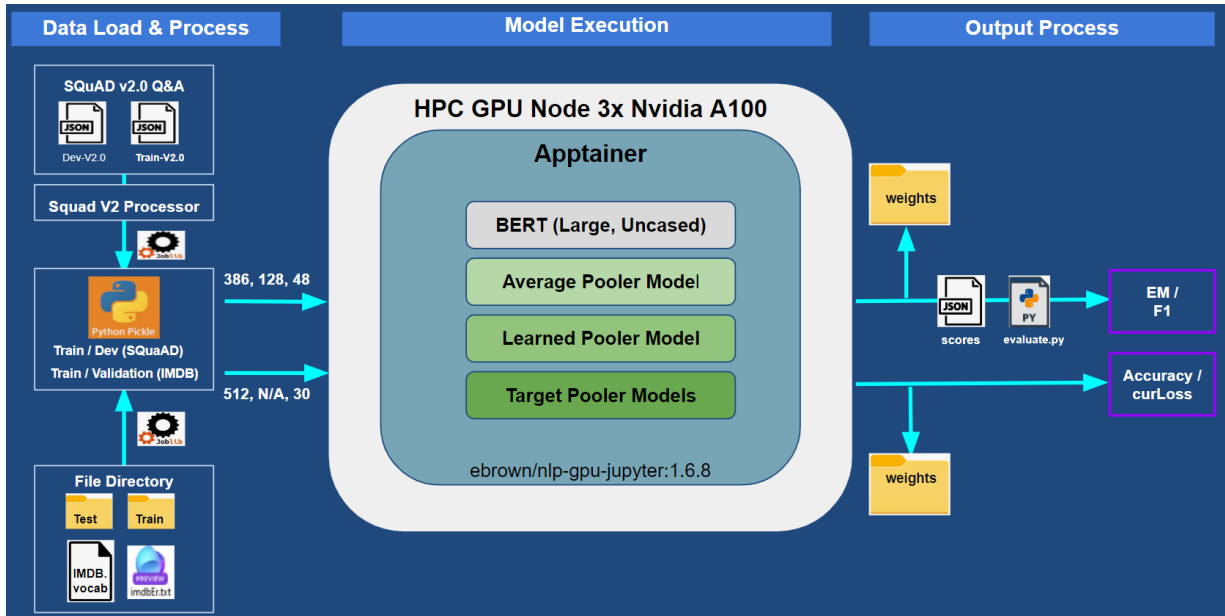 Data Load & Process
Model Execution
Output Process
SQuAD v2.0 Q&A
JSON
JSON
Dev-V2.0
Train-V2.0
Squad V2 Processor
Joblib
Python Pickle
Train / Dev (SQuaAD)
Train / Validation (IMDB)
386, 128, 48
512, N/A, 30
Joblib
File Directory
Test
Train
IMDB.
vocab
PREVIEW
imdbEr.txt
HPC GPU Node 3x Nvidia A100
Apptainer
BERT (Large, Uncased)
Average Pooler Model
Learned Pooler Model
Target Pooler Models
ebrown/nlp-gpu-jupyter:1.6.8
weights
JSON
scores
PY
evaluate.py
EM /
F1
Accuracy /
curLoss
weights